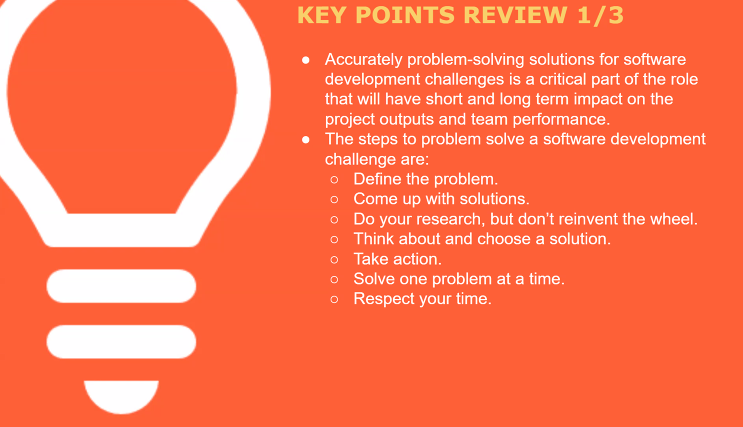 KEY POINTS REVIEW 1/3
● Accurately problem-solving solutions for software
development challenges is a critical part of the role
that will have short and long term impact on the
project outputs and team performance.
● The steps to problem solve a software development
challenge are:
○ Define the problem.
○ Come up with solutions.
○ Do your research, but don’t reinvent the wheel.
○ Think about and choose a solution.
○ Take action.
○ Solve one problem at a time.
○ Respect your time.